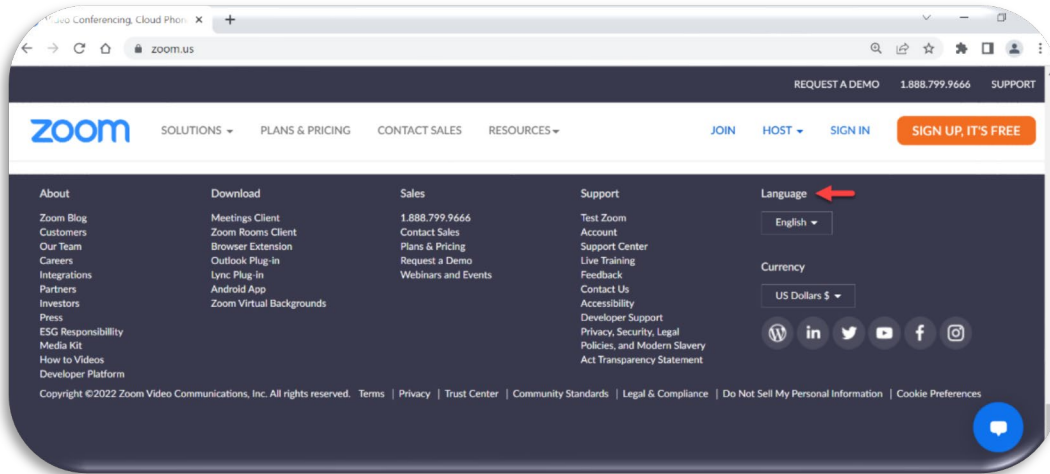 Video Conferencing, Cloud Phon
zoom.us
REQUEST A DEMO 1.888.799.9666 SUPPORT
zoom SOLUTIONS PLANS & PRICING CONTACT SALES RESOURCES JOIN HOST SIGN IN SIGN UP, IT'S FREE
About
Zoom Blog
Customers
Our Team
Careers
Integrations
Partners
Investors
Press
ESG Responsibillity
Media Kit
How to Videos
Developer Platform
Download
Meetings Client
Zoom Rooms Client
Browser Extension
Outlook Plug-in
Lync Plug-in
Android App
Zoom Virtual Backgrounds
Sales
1.888.799.9666
Contact Sales
Plans & Pricing
Request a Demo
Webinars and Events
Support
Test Zoom
Account
Support Center
Live Training
Feedback
Contact Us
Accessibility
Developer Support
Privacy, Security, Legal
Policies, and Modern Slavery
Act Transparency Statement
Language
English
Currency
US Dollars $
Copyright ©2022 Zoom Video Communications, Inc. All rights reserved. Terms | Privacy | Trust Center | Community Standards | Legal & Compliance | Do Not Sell My Personal Information | Cookie Preferences